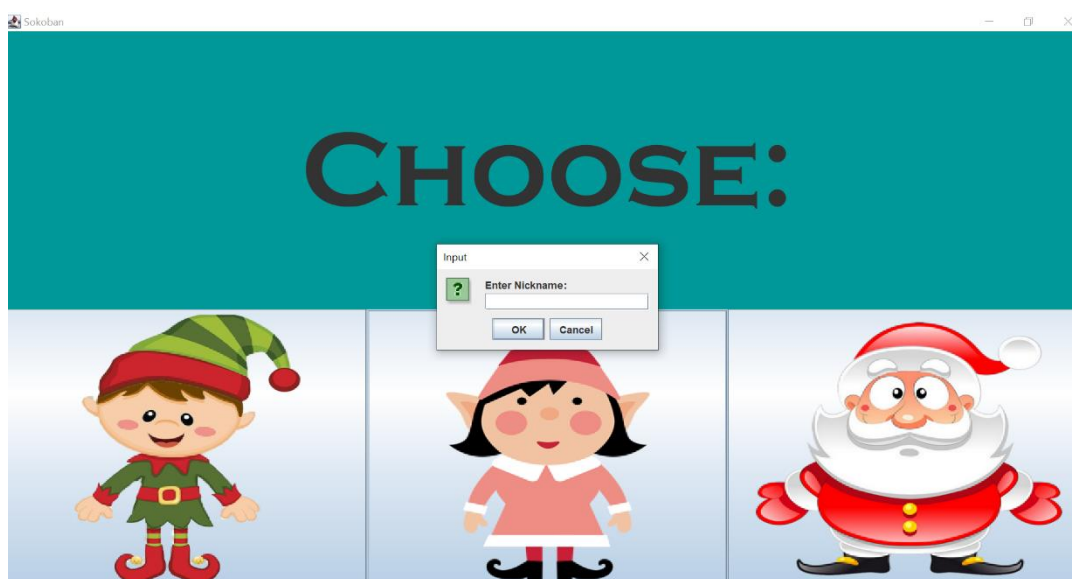 Sokoban
CHOOSE:
Input
?
Enter Nickname:
OK Cancel